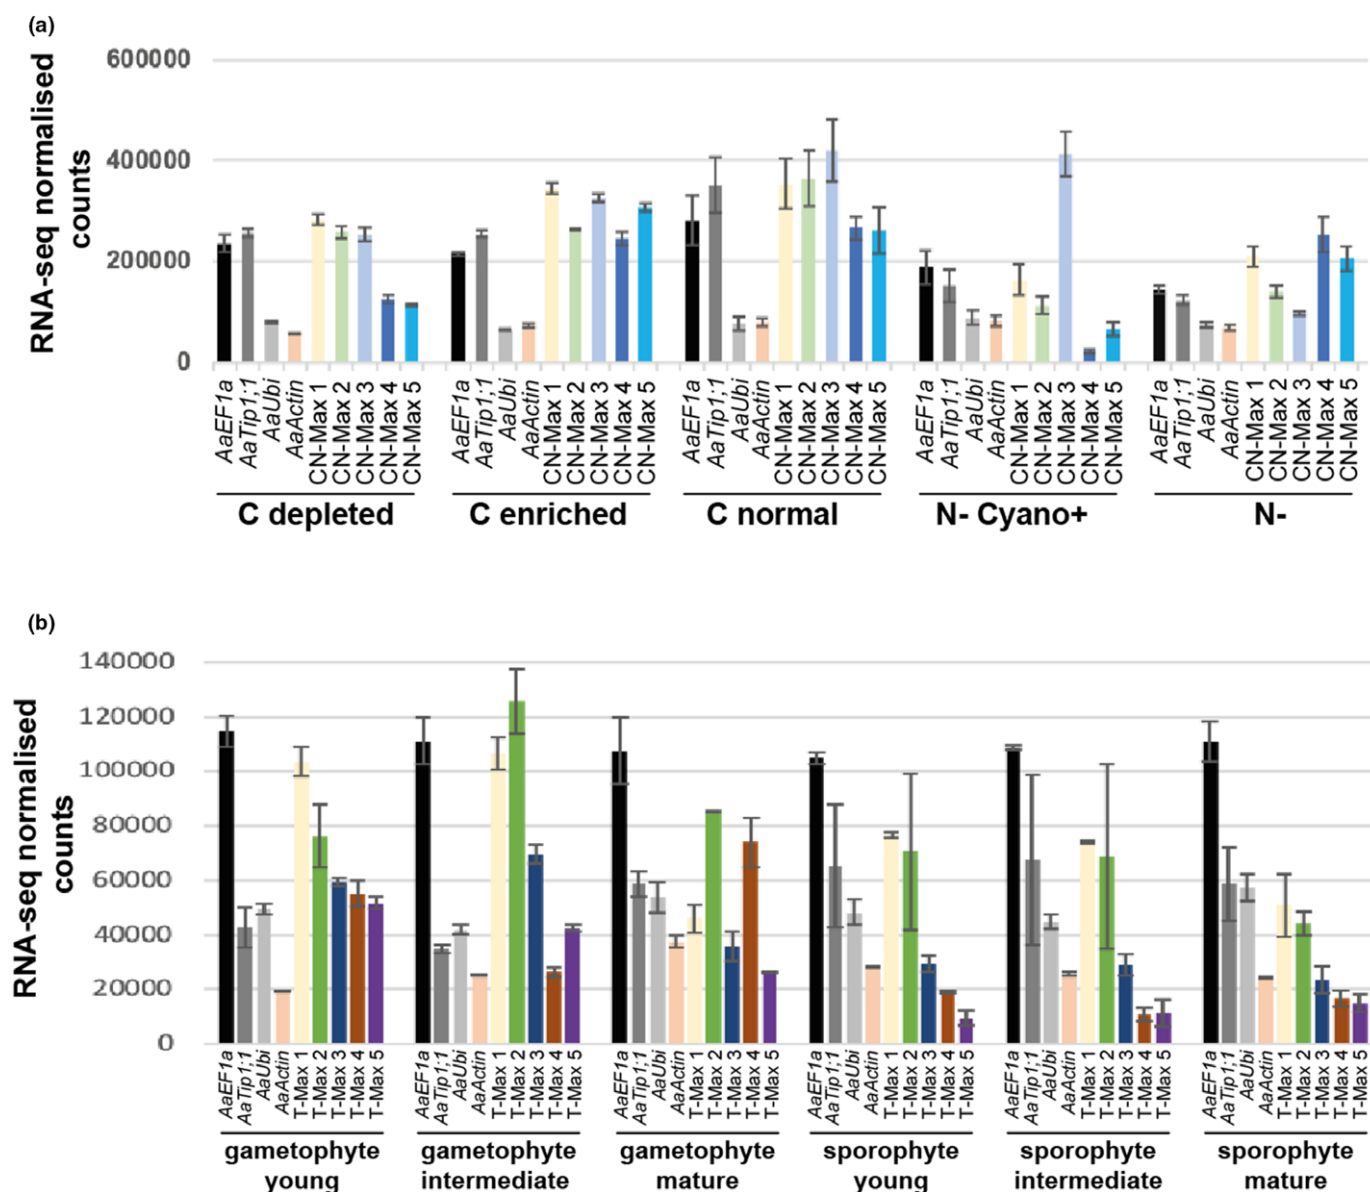 (a)
RNA-seq normalised
counts
600000
400000
200000
0
AaEF1a AaTip1;1 AaUbi AaActin CN-Max 1 CN-Max 2 CN-Max 3 CN-Max 4 CN-Max 5
AaEF1a AaTip1;1 AaUbi AaActin CN-Max 1 CN-Max 2 CN-Max 3 CN-Max 4 CN-Max 5
AaEF1a AaTip1;1 AaUbi AaActin CN-Max 1 CN-Max 2 CN-Max 3 CN-Max 4 CN-Max 5
AaEF1a AaTip1;1 AaUbi AaActin CN-Max 1 CN-Max 2 CN-Max 3 CN-Max 4 CN-Max 5
AaEF1a AaTip1;1 AaUbi AaActin CN-Max 1 CN-Max 2 CN-Max 3 CN-Max 4 CN-Max 5
C depleted C enriched C normal N- Cyano+ N-
(b)
RNA-seq normalised
counts
140000
120000
100000
80000
60000
40000
20000
0
AaEF1a AaTip1;1 AaUbi AaActin T-Max 1 T-Max 2 T-Max 3 T-Max 4 T-Max 5
AaEF1a AaTip1;1 AaUbi AaActin T-Max 1 T-Max 2 T-Max 3 T-Max 4 T-Max 5
AaEF1a AaTip1;1 AaUbi AaActin T-Max 1 T-Max 2 T-Max 3 T-Max 4 T-Max 5
AaEF1a AaTip1;1 AaUbi AaActin T-Max 1 T-Max 2 T-Max 3 T-Max 4 T-Max 5
AaEF1a AaTip1;1 AaUbi AaActin T-Max 1 T-Max 2 T-Max 3 T-Max 4 T-Max 5
AaEF1a AaTip1;1 AaUbi AaActin T-Max 1 T-Max 2 T-Max 3 T-Max 4 T-Max 5
gametophyte gametophyte gametophyte sporophyte sporophyte sporophyte
young intermediate mature young intermediate mature